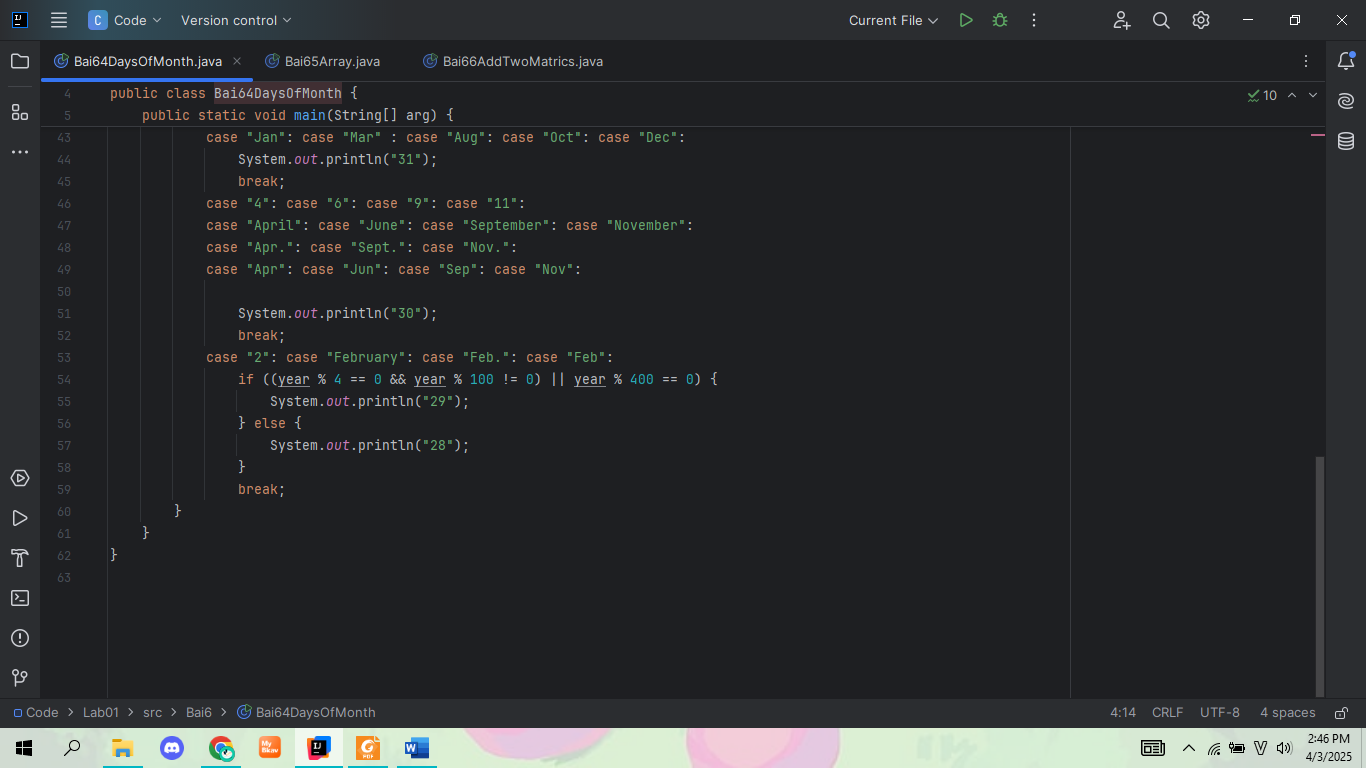 C Code Version control Current File
Bai64DaysOfMonth.java Bai65Array.java Bai66AddTwoMatrics.java
4 public class Bai64DaysOfMonth { 10
5 public static void main(String[] arg) {
43 case "Jan": case "Mar" : case "Aug": case "Oct": case "Dec":
44 System.out.println("31");
45 break;
46 case "4": case "6": case "9": case "11":
47 case "April": case "June": case "September": case "November":
48 case "Apr.": case "Sept.": case "Nov.":
49 case "Apr": case "Jun": case "Sep": case "Nov":
50
51 System.out.println("30");
52 break;
53 case "2": case "February": case "Feb.": case "Feb":
54 if ((year % 4 == 0 && year % 100 != 0) || year % 400 == 0) {
55 System.out.println("29");
56 } else {
57 System.out.println("28");
58 }
59 break;
60 }
61 }
62 }
63
Code > Lab01 > src > Bai6 > Bai64DaysOfMonth 4:14 CRLF UTF-8 4 spaces
2:46 PM
4/3/2025
IJ
My
Bkav
PDF
W
V